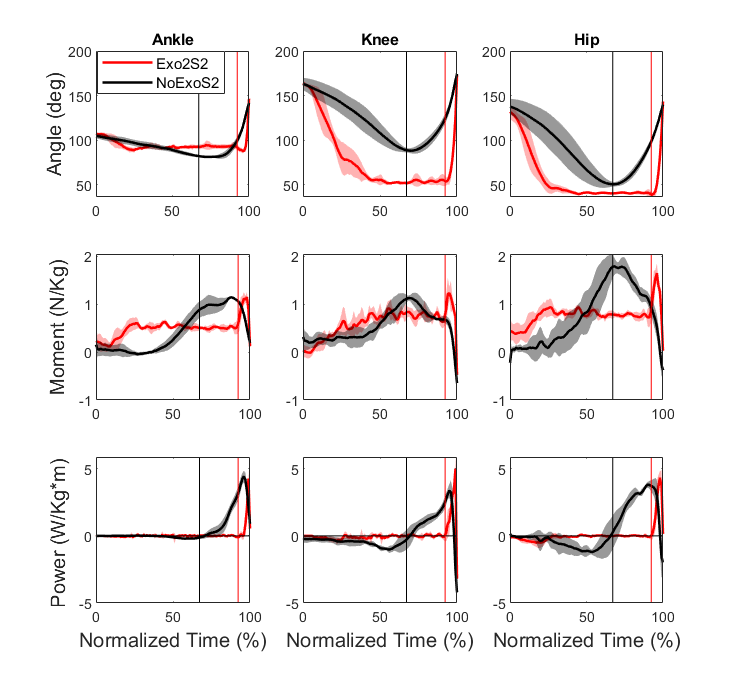 Ankle Knee Hip
Angle (deg)
200 150 100 50
Exo2S2
NoExoS2
0 50 100
200 150 100 50
0 50 100
200 150 100 50
0 50 100
Moment (N/Kg)
2 1 0 -1
0 50 100
2 1 0 -1
0 50 100
2 1 0 -1
0 50 100
Power (W/Kg*m)
5 0 -5
0 50 100
5 0 -5
0 50 100
5 0 -5
0 50 100
Normalized Time (%) Normalized Time (%) Normalized Time (%)